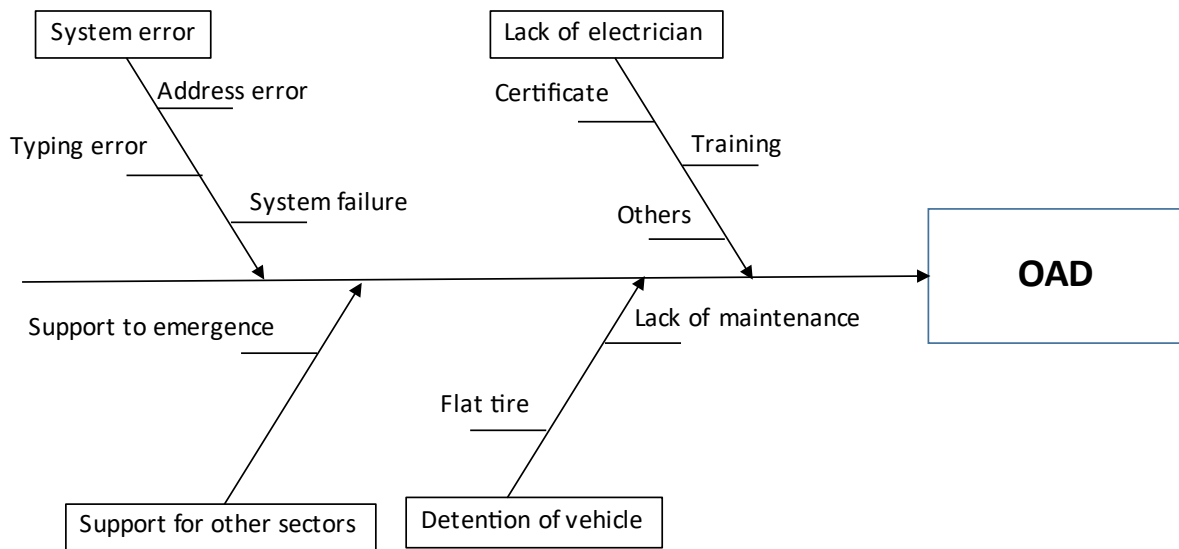 System error
Lack of electrician
Address error
Certificate
Typing error
Training
System failure
Others
OAD
Support to emergence
Lack of maintenance
Flat tire
Support for other sectors
Detention of vehicle